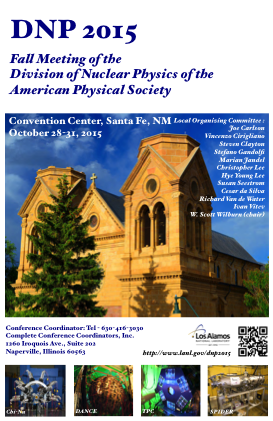 DNP 2015
Fall Meeting of the
Division of Nuclear Physics of the
American Physical Society
Convention Center, Santa Fe, NM
October 28-31, 2015
Local Organizing Committee :
Joe Carlson
Vincenzo Cirigliano
Steven Clayton
Stefano Gandolfi
Marian Jandel
Christopher Lee
Hye Young Lee
Susan Seestrom
Cesar da Silva
Richard Van de Water
Ivan Vitev
W. Scott Wilburn (chair)
Conference Coordinator: Tel - 630-416-3030
Complete Conference Coordinators, Inc.
1260 Iroquois Ave., Suite 202
Naperville, Illinois 60563
Los Alamos
http://www.lanl.gov/dnp2015
Chi-Nu
DANCE
TPC
SPIDER